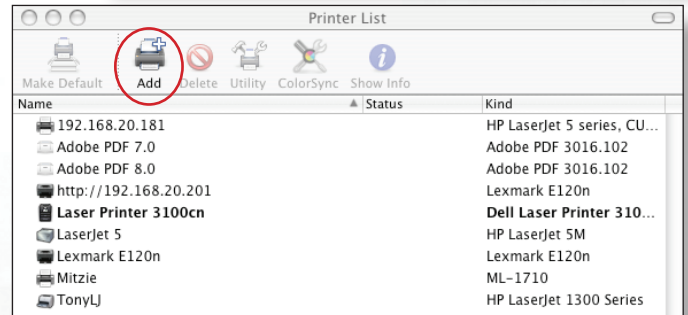 Printer List
Make Default Add Delete Utility ColorSync Show Info
Name Status Kind
192.168.20.181 HP LaserJet 5 series, CU...
Adobe PDF 7.0 Adobe PDF 3016.102
Adobe PDF 8.0 Adobe PDF 3016.102
http://192.168.20.201 Lexmark E120n
Laser Printer 3100cn Dell Laser Printer 310...
LaserJet 5 HP LaserJet 5M
Lexmark E120n Lexmark E120n
Mitzie ML-1710
TonyLJ HP LaserJet 1300 Series